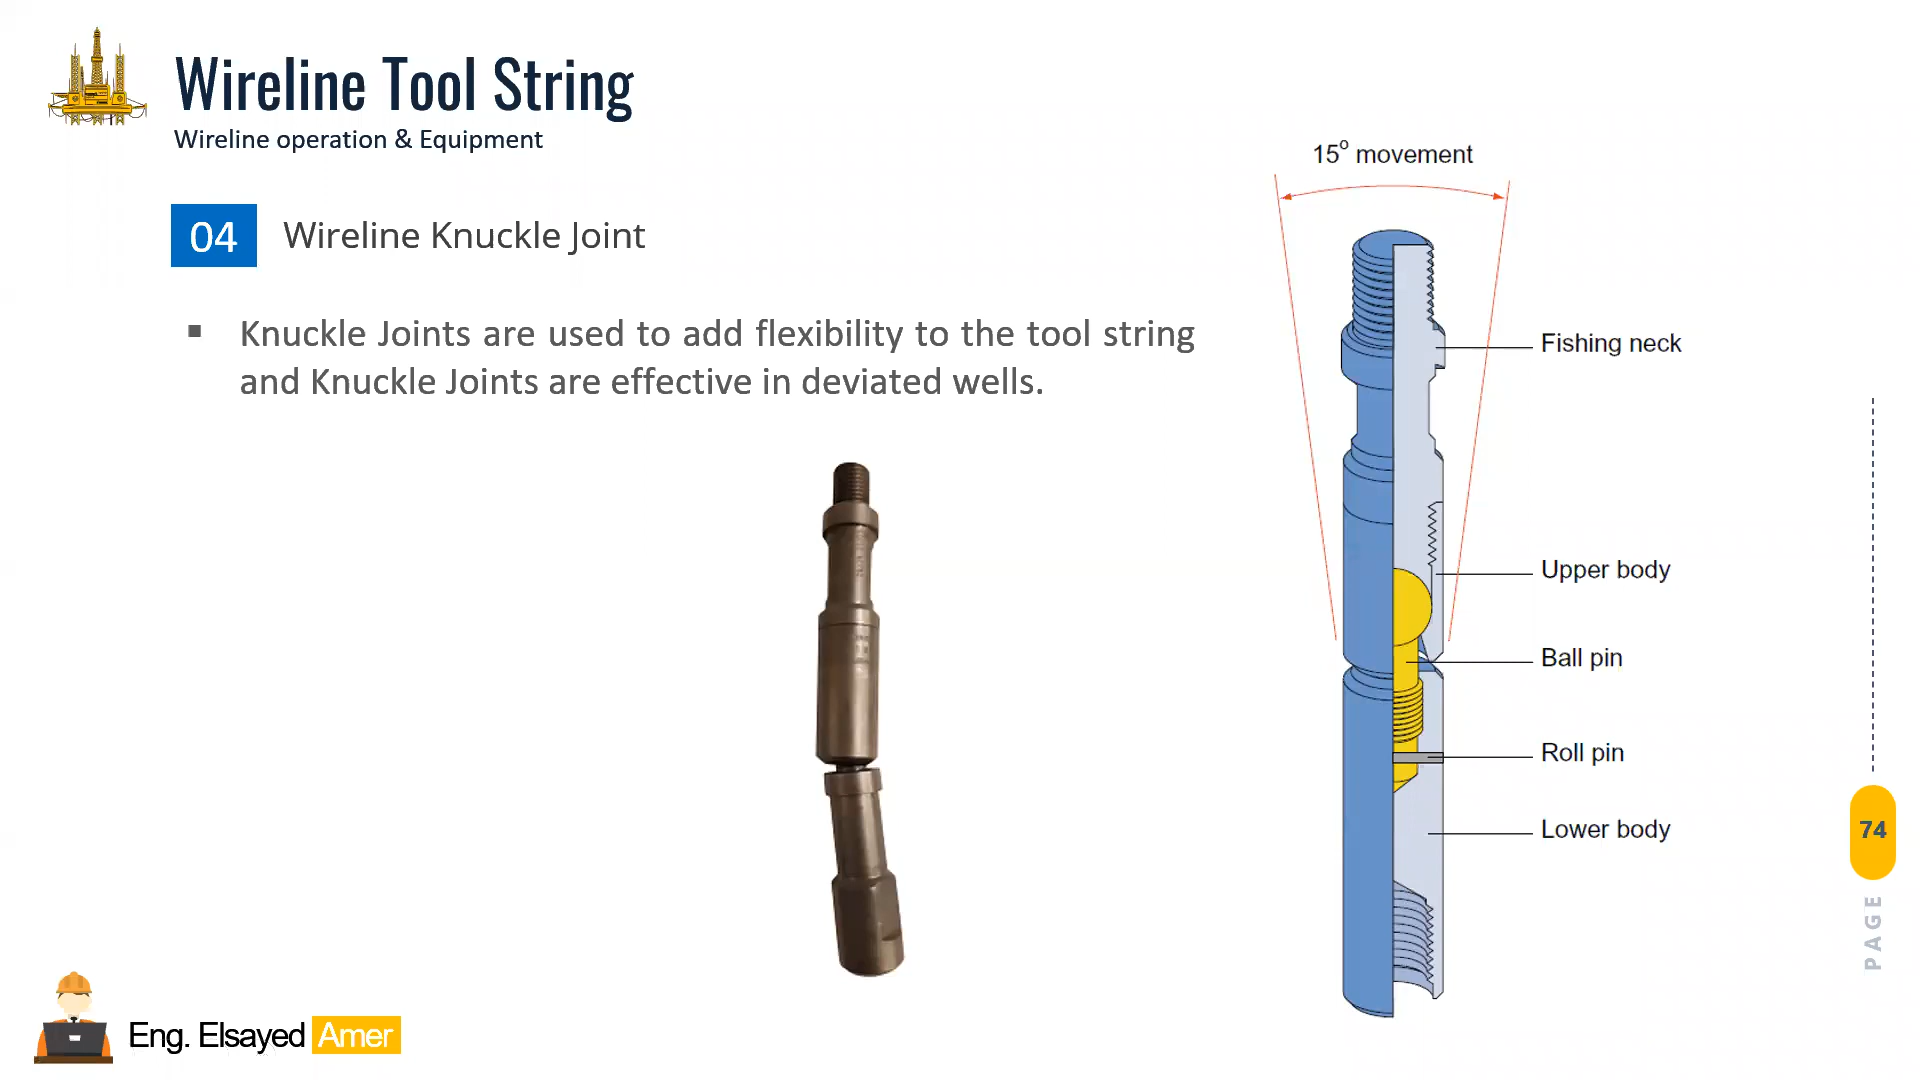 Wireline Tool String
Wireline operation & Equipment
04 Wireline Knuckle Joint
▪ Knuckle Joints are used to add flexibility to the tool string
and Knuckle Joints are effective in deviated wells.
15° movement
Fishing neck
Upper body
Ball pin
Roll pin
Lower body
74
PAGE
Eng. Elsayed Amer